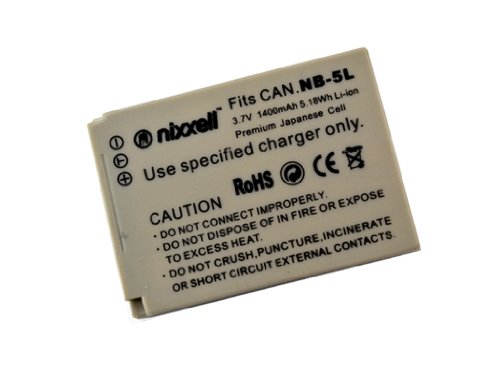 nixxell™ Fits CAN.NB-5L
3.7V 1400mAh 5.18Wh Li-ion
Premium Japanese Cell
Use specified charger only.
RoHS
CAUTION
• DO NOT CONNECT IMPROPERLY.
• DO NOT DISPOSE IN FIRE OR EXPOSE
TO EXCESS HEAT.
• DO NOT CRUSH,PUNCTURE,INCINERATE
OR SHORT CIRCUIT EXTERNAL CONTACTS.